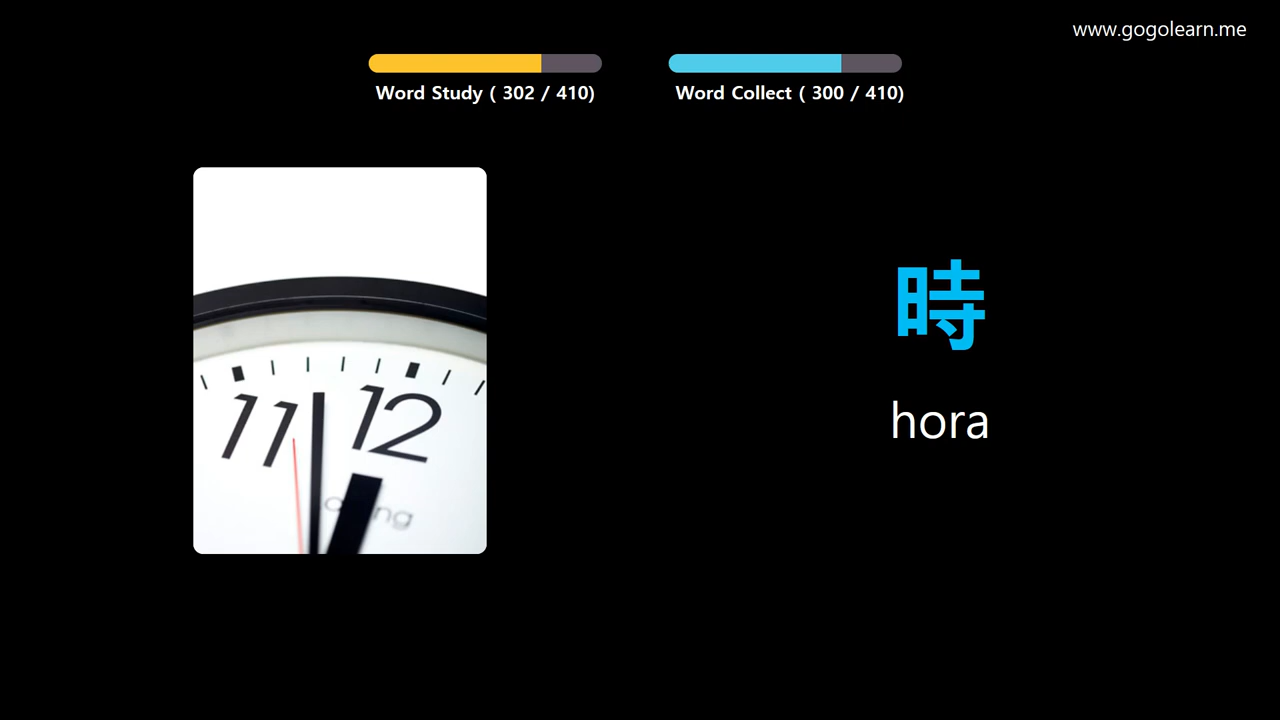 www.gogolearn.me
Word Study ( 302 / 410)
Word Collect ( 300 / 410)
11
12
時
hora